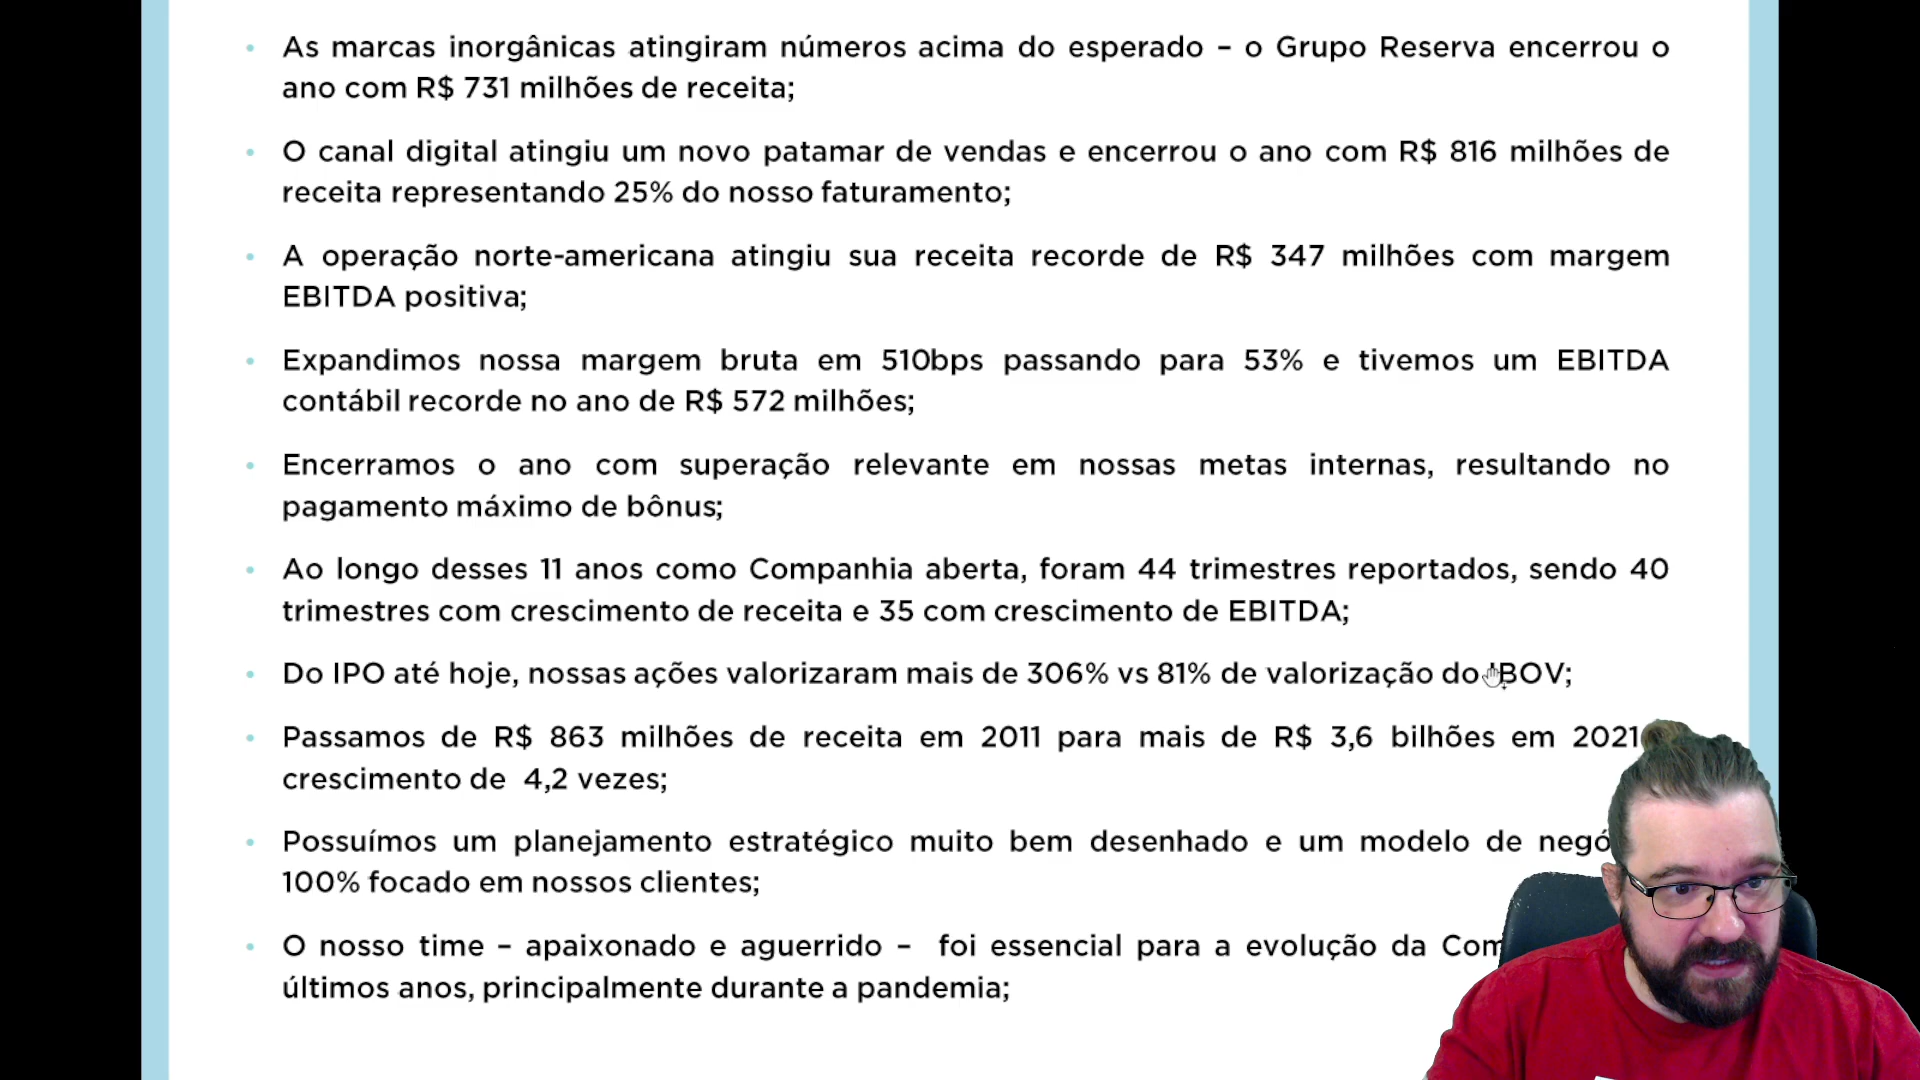 As marcas inorgânicas atingiram números acima do esperado – o Grupo Reserva encerrou o
ano com R$ 731 milhões de receita;
O canal digital atingiu um novo patamar de vendas e encerrou o ano com R$ 816 milhões de
receita representando 25% do nosso faturamento;
A operação norte-americana atingiu sua receita recorde de R$ 347 milhões com margem
EBITDA positiva;
Expandimos nossa margem bruta em 510bps passando para 53% e tivemos um EBITDA
contábil recorde no ano de R$ 572 milhões;
Encerramos o ano com superação relevante em nossas metas internas, resultando no
pagamento máximo de bônus;
Ao longo desses 11 anos como Companhia aberta, foram 44 trimestres reportados, sendo 40
trimestres com crescimento de receita e 35 com crescimento de EBITDA;
Do IPO até hoje, nossas ações valorizaram mais de 306% vs 81% de valorização do IBOV;
Passamos de R$ 863 milhões de receita em 2011 para mais de R$ 3,6 bilhões em 2021
crescimento de 4,2 vezes;
Possuímos um planejamento estratégico muito bem desenhado e um modelo de
100% focado em nossos clientes;
O nosso time – apaixonado e aguerrido – foi essencial para a evolução da
últimos anos, principalmente durante a pandemia;